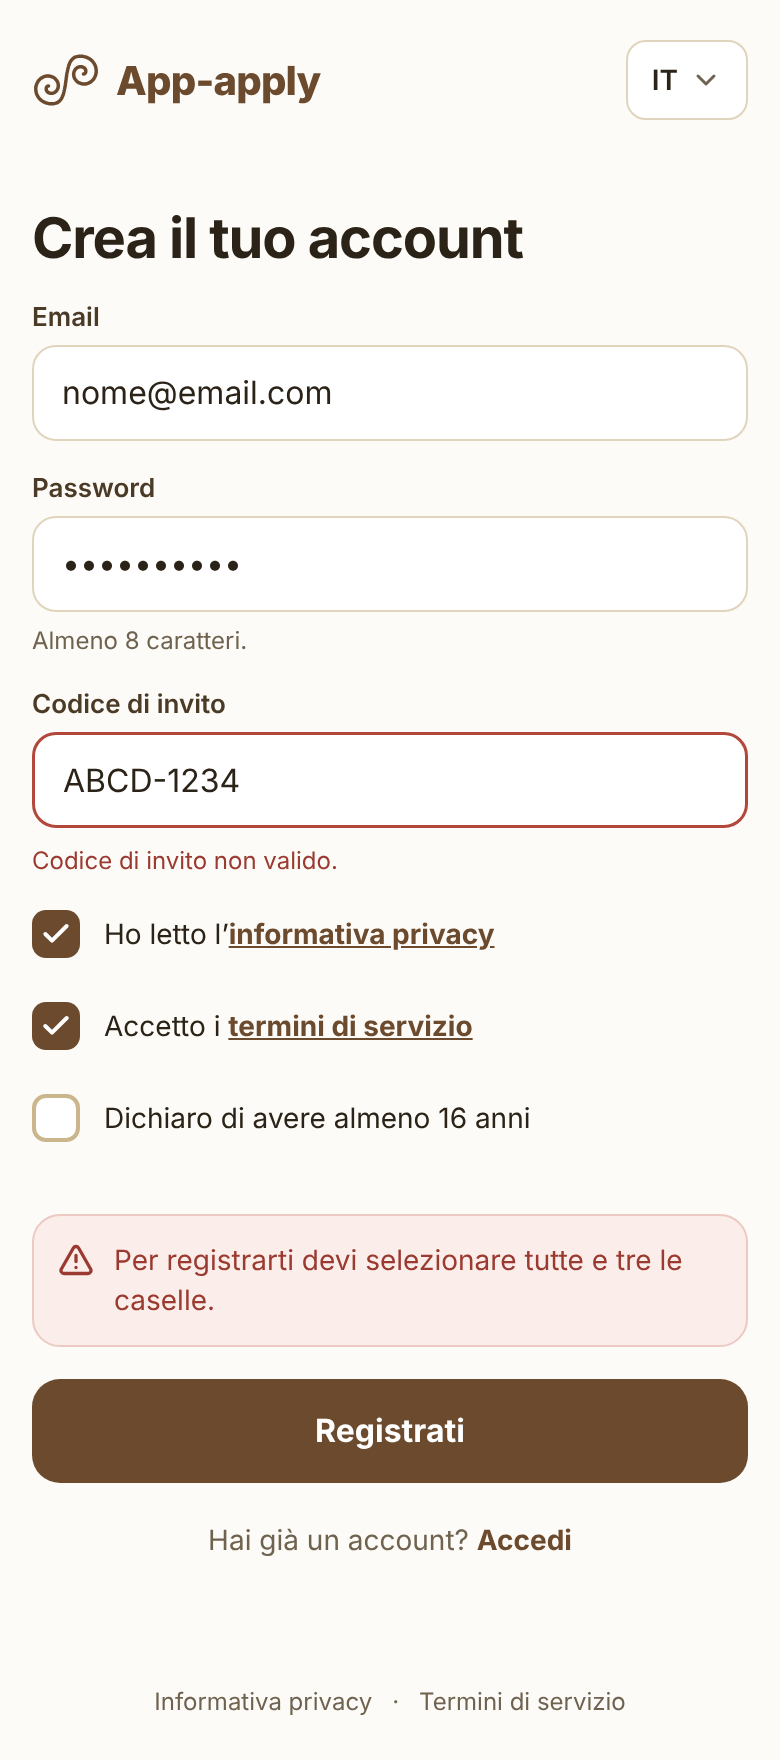 App-apply
IT
Crea il tuo account
Email
nome@email.com
Password
••••••••••
Almeno 8 caratteri.
Codice di invito
ABCD-1234
Codice di invito non valido.
Ho letto l’informativa privacy
Accetto i termini di servizio
Dichiaro di avere almeno 16 anni
Per registrarti devi selezionare tutte e tre le
caselle.
Registrati
Hai già un account? Accedi
Informativa privacy · Termini di servizio